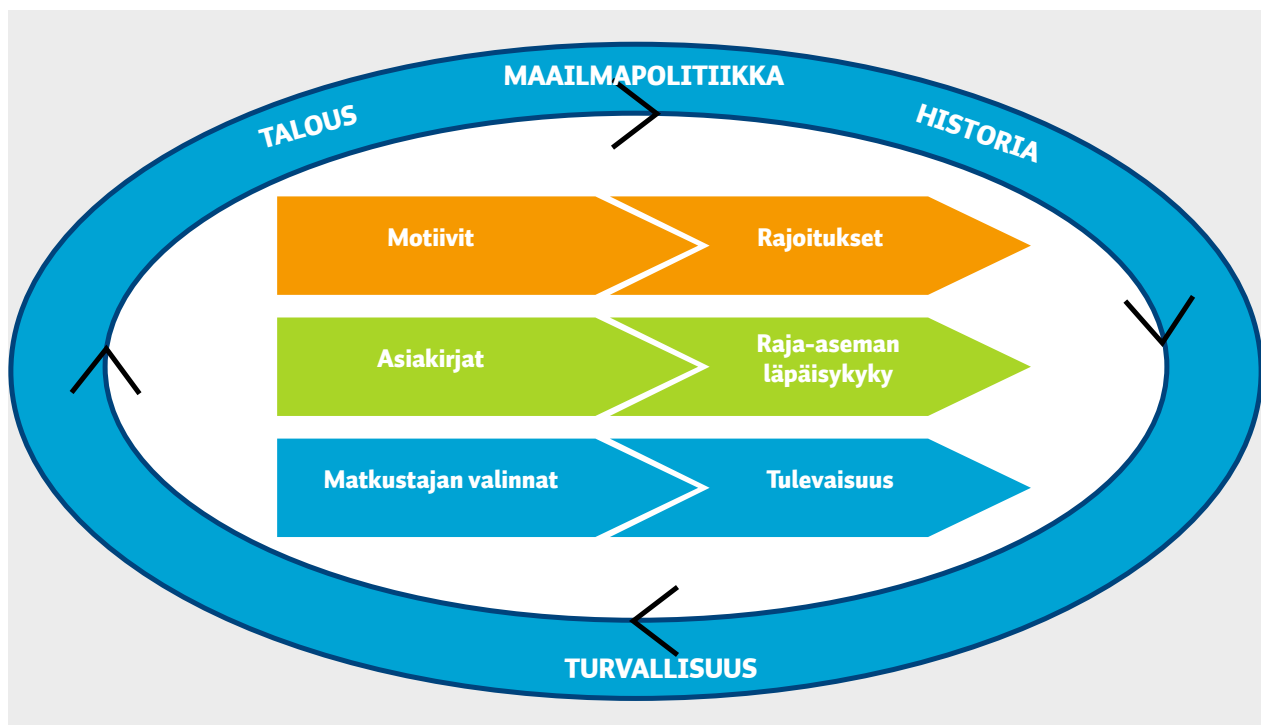 MAAILMAPOLITIIKKA
TALOUS
HISTORIA
Motiivit
Rajoitukset
Asiakirjat
Raja-aseman
läpäisykyky
Matkustajan valinnat
Tulevaisuus
TURVALLISUUS